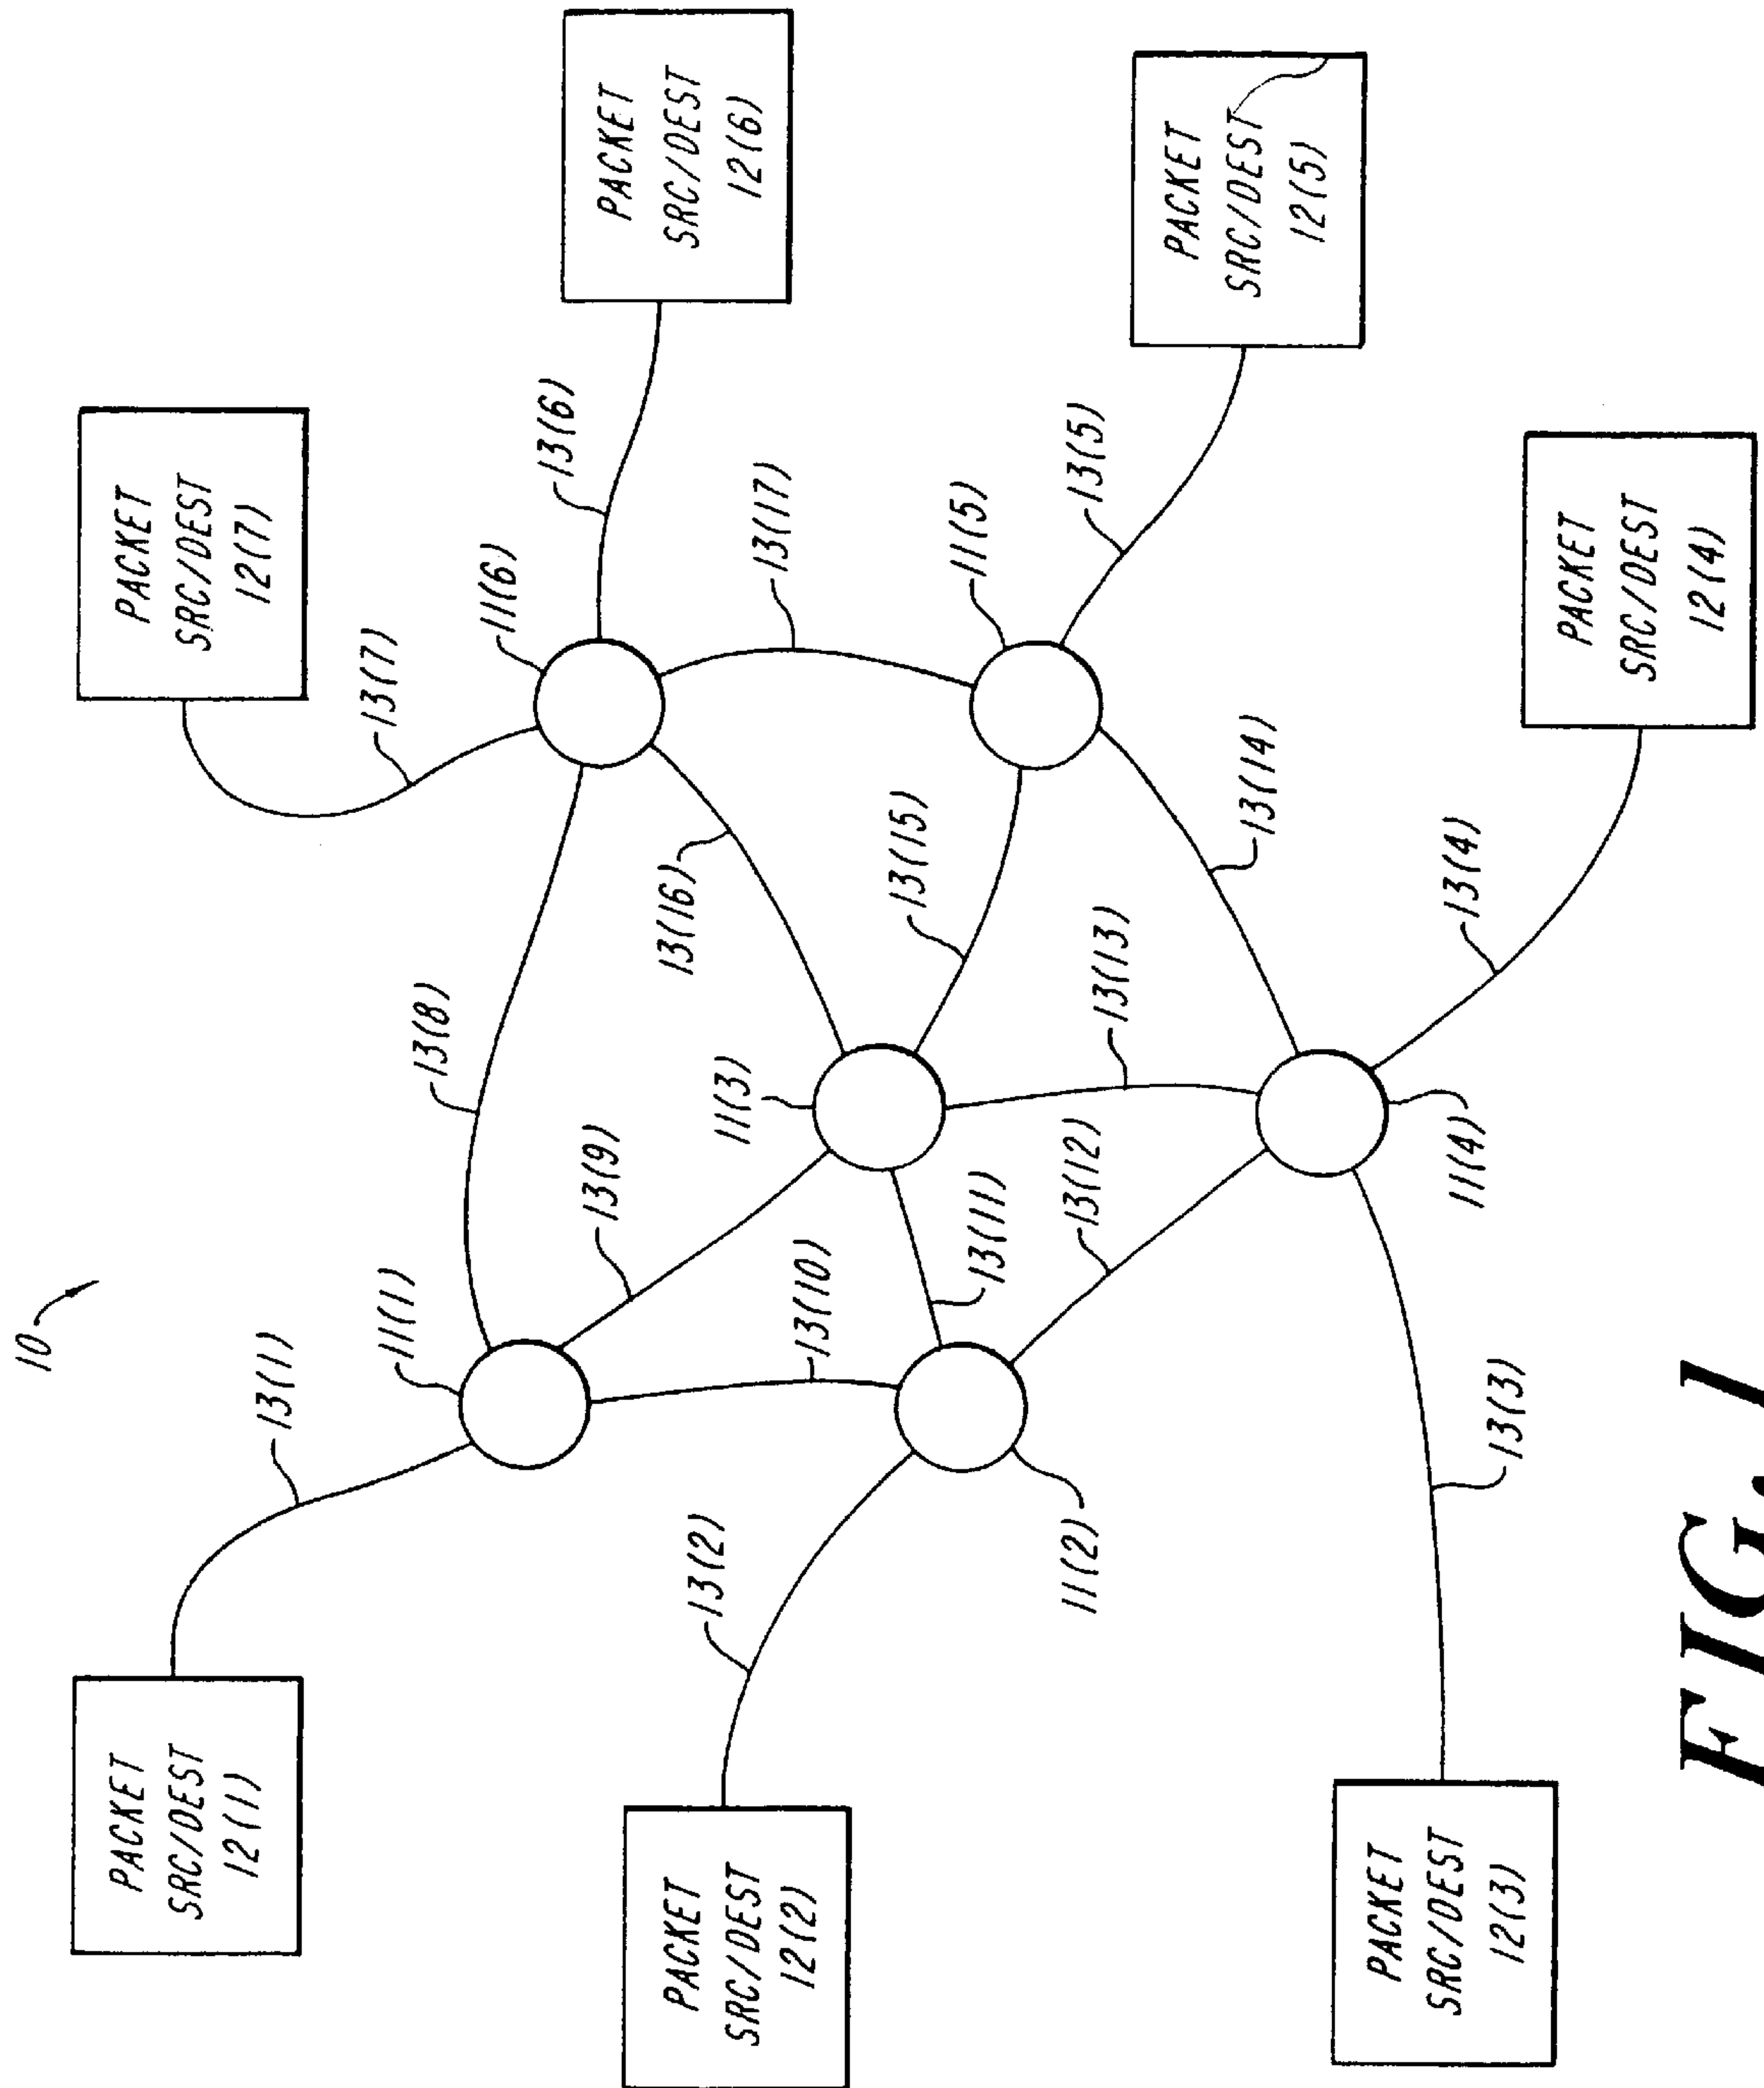 10
PACKET
SRC/DEST
12(1)
13(1)
11(1)
13(8)
13(7)
PACKET
SRC/DEST
12(7)
11(6)
13(6)
PACKET
SRC/DEST
12(6)
13(9)
13(10)
11(3)
13(16)
13(17)
PACKET
SRC/DEST
12(2)
13(2)
11(2)
13(11)
13(12)
13(13)
13(15)
11(5)
13(5)
PACKET
SRC/DEST
12(5)
13(14)
PACKET
SRC/DEST
12(3)
13(3)
11(4)
13(4)
PACKET
SRC/DEST
12(4)
FIG. 1